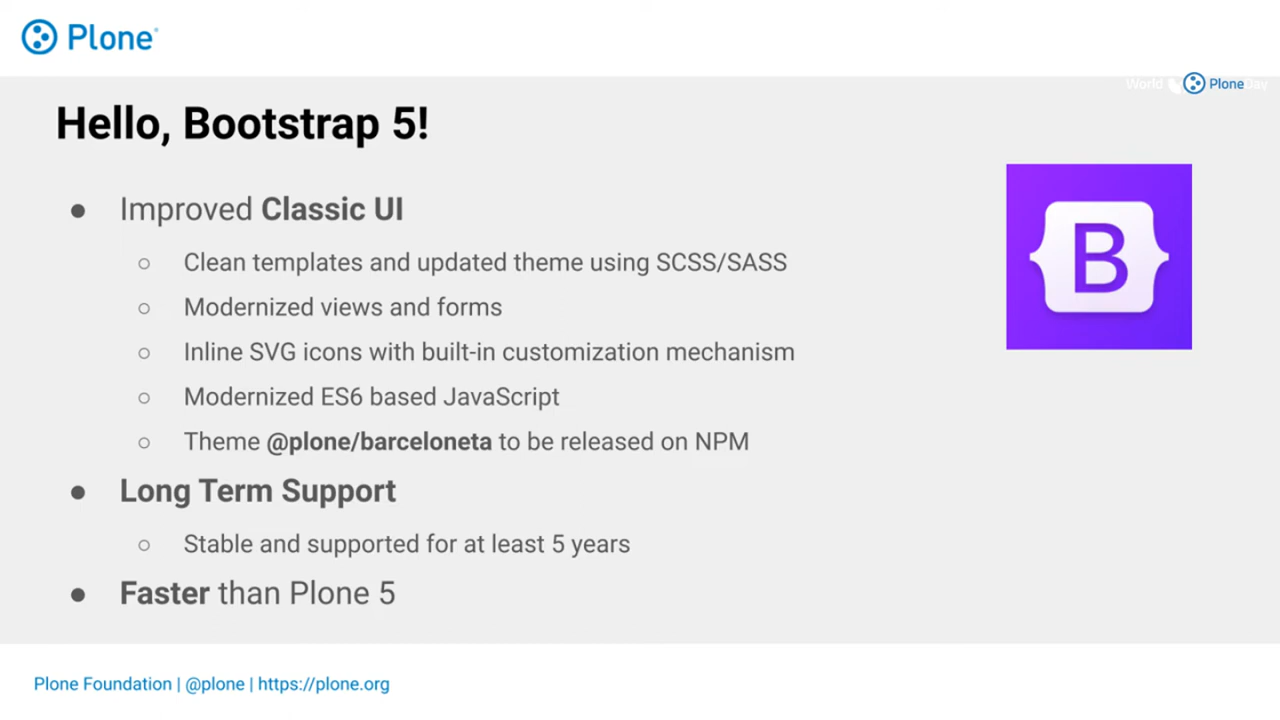 Plone
World PloneDay
Hello, Bootstrap 5!
● Improved Classic UI
○ Clean templates and updated theme using SCSS/SASS
○ Modernized views and forms
○ Inline SVG icons with built-in customization mechanism
○ Modernized ES6 based JavaScript
○ Theme @plone/barceloneta to be released on NPM
● Long Term Support
○ Stable and supported for at least 5 years
● Faster than Plone 5
B
Plone Foundation | @plone | https://plone.org